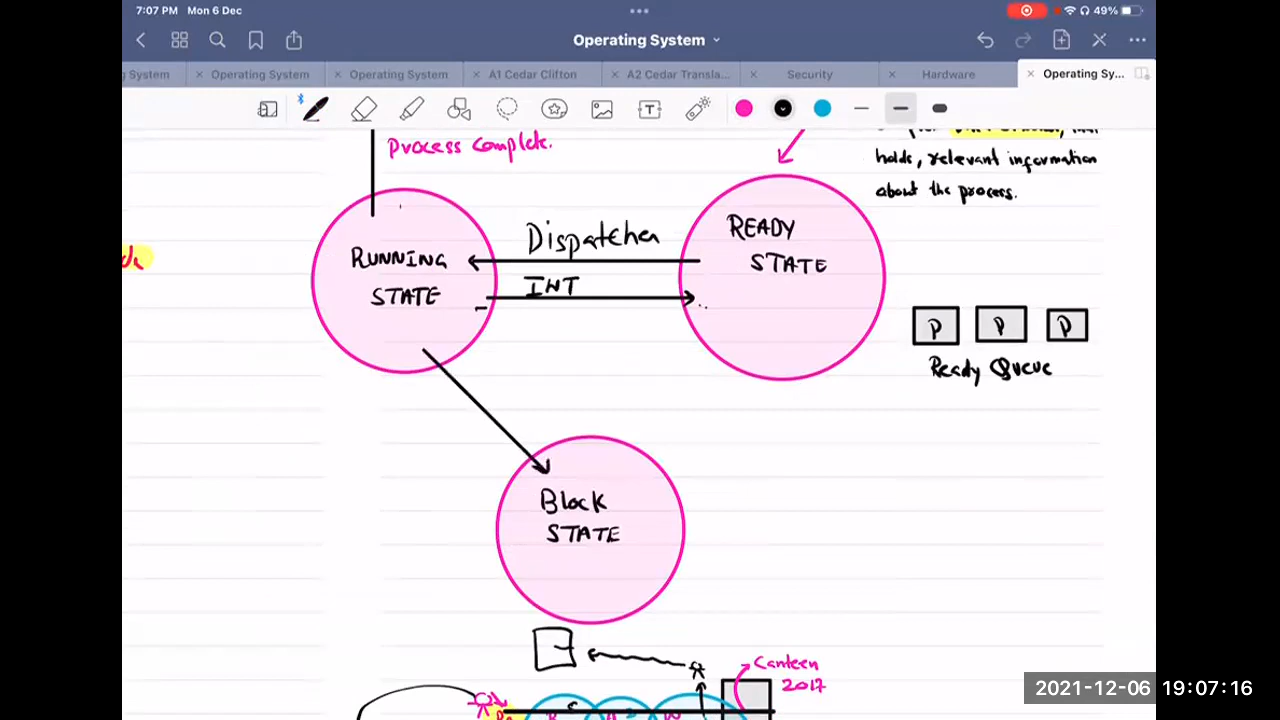 7:07 PM Mon 6 Dec
49%
Operating System
g System
Operating System
Operating System
A1 Cedar Clifton
A2 Cedar Transla...
Security
Hardware
Operating Sy...
Process Complete.
holds, relevant information
about the process.
RUNNING
STATE
Dispatcher
INT
READY
STATE
P P P
Ready Queue
Block
STATE
Canteen
2017
2021-12-06 19:07:16